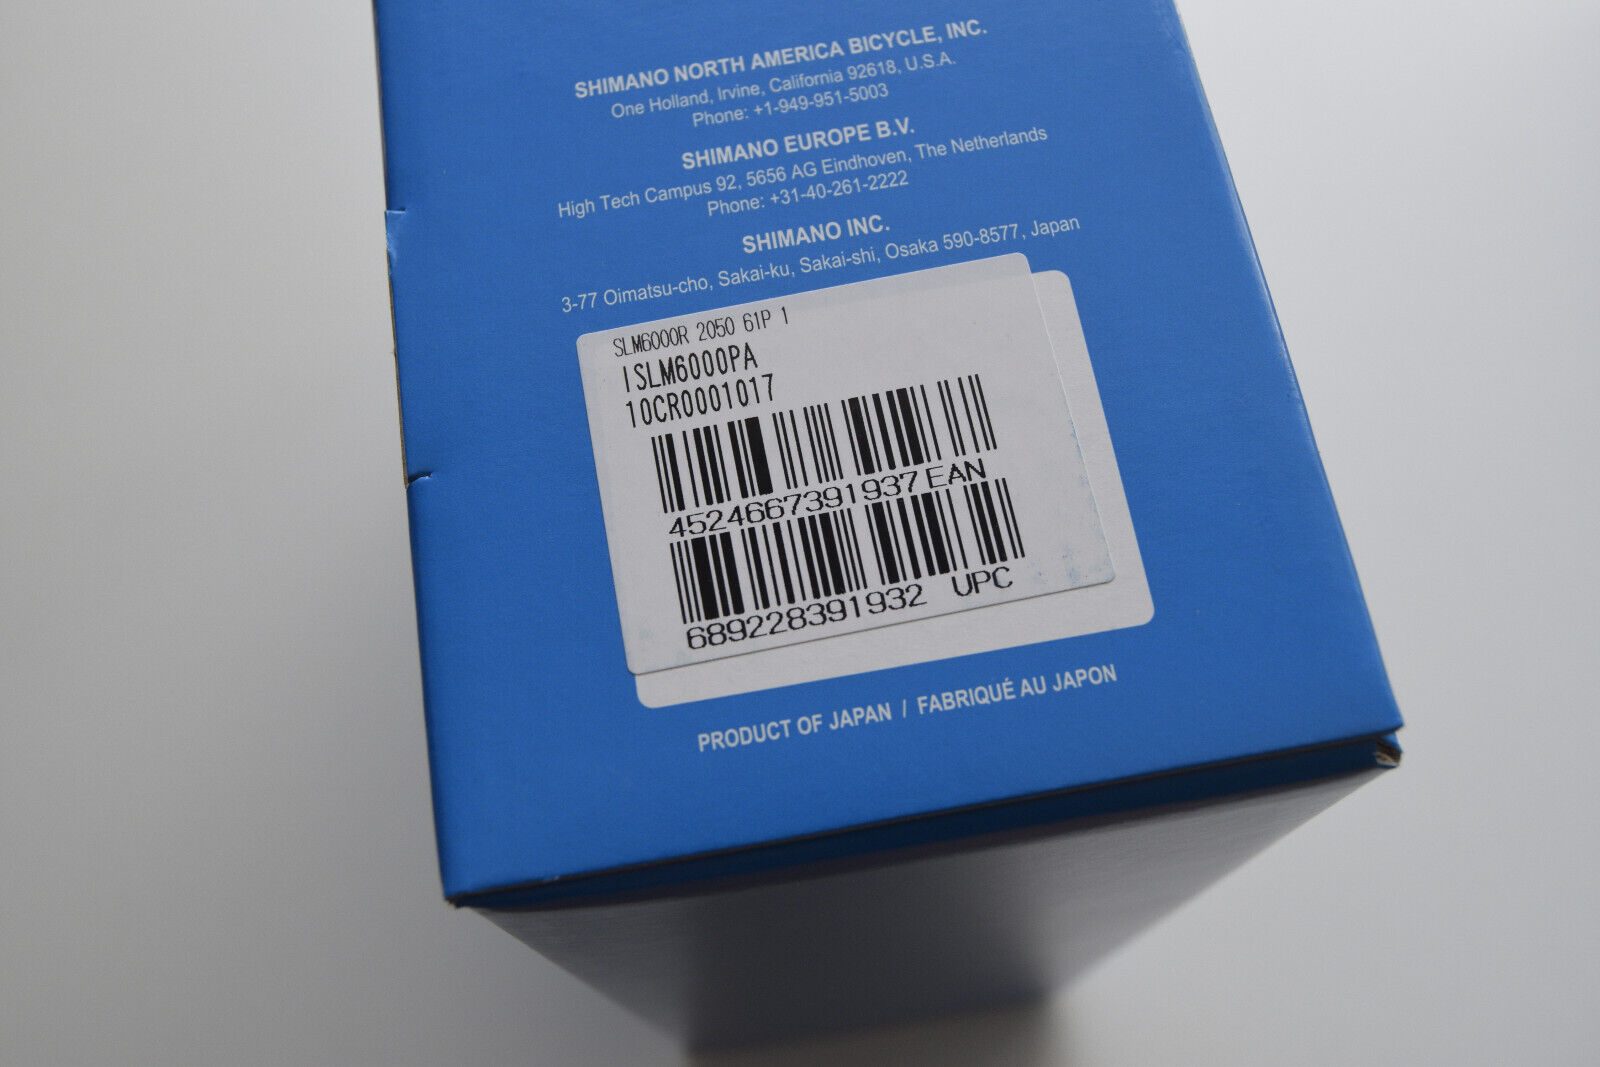 SHIMANO NORTH AMERICA BICYCLE, INC.
One Holland, Irvine, California 92618, U.S.A.
Phone: +1-949-951-5003
SHIMANO EUROPE B.V.
High Tech Campus 92, 5656 AG Eindhoven, The Netherlands
Phone: +31-40-261-2222
SHIMANO INC.
3-77 Oimatsu-cho, Sakai-ku, Sakai-shi, Osaka 590-8577, Japan
SLM6000R 2050 61P 1
ISLM6000PA
10CR0001017
4524667391937 EAN
689228391932 UPC
PRODUCT OF JAPAN / FABRIQUÉ AU JAPON